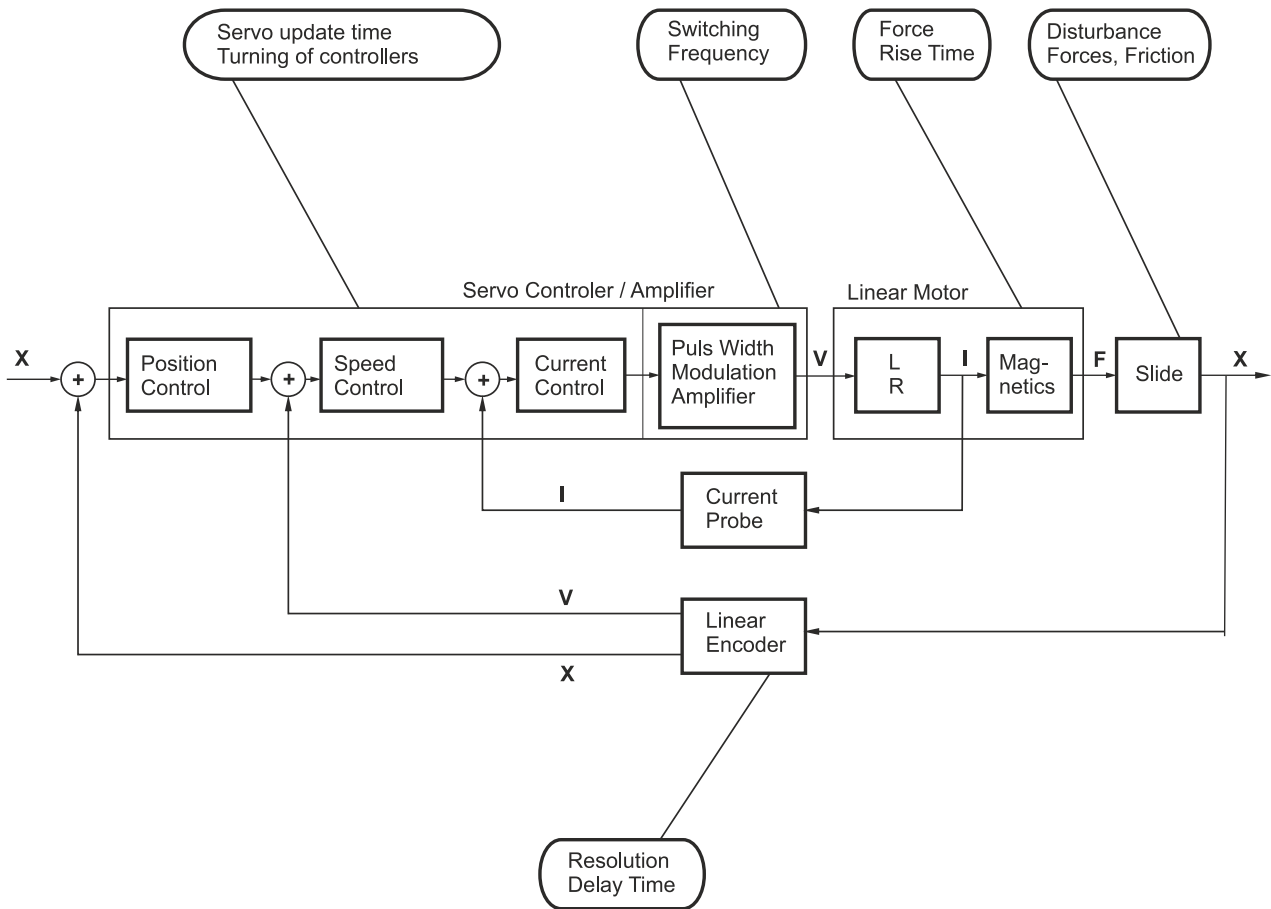 Servo update time
Turning of controllers
Switching
Frequency
Force
Rise Time
Disturbance
Forces, Friction
Servo Controler / Amplifier
Linear Motor
X
+
Position
Control
+
Speed
Control
+
Current
Control
Puls Width
Modulation
Amplifier
V
L
R
I
Mag-
netics
F
Slide
X
I
Current
Probe
V
Linear
Encoder
X
Resolution
Delay Time